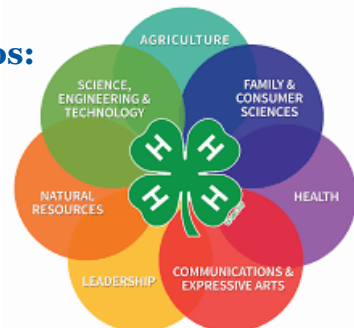 os:
AGRICULTURE
SCIENCE,
ENGINEERING &
TECHNOLOGY
FAMILY &
CONSUMER
SCIENCES
H H
H H
NATURAL
RESOURCES
HEALTH
LEADERSHIP
COMMUNICATIONS &
EXPRESSIVE ARTS